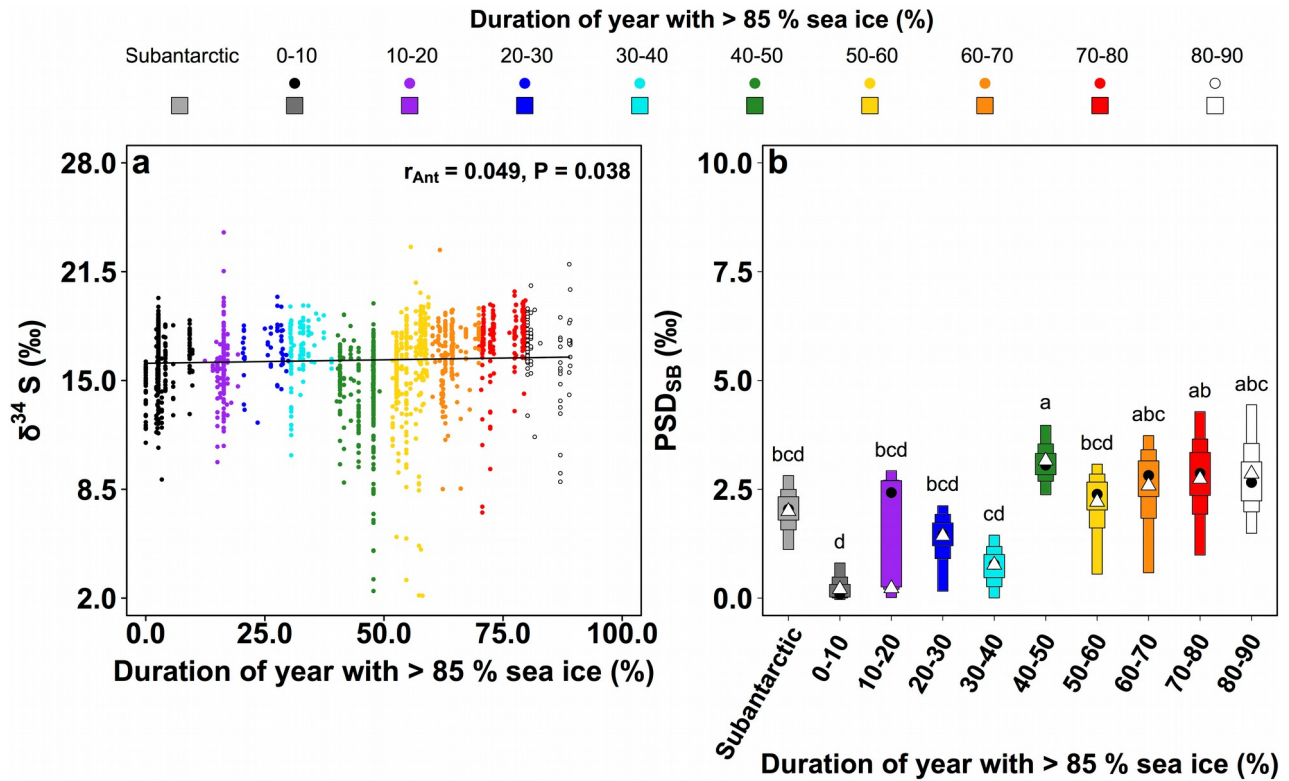 Duration of year with > 85 % sea ice (%)
Subantarctic 0-10 10-20 20-30 30-40 40-50 50-60 60-70 70-80 80-90
a
r_Ant = 0.049, P = 0.038
28.0
21.5
15.0
8.5
2.0
δ³⁴ S (‰)
0.0 25.0 50.0 75.0 100.0
Duration of year with > 85 % sea ice (%)
b
10.0
7.5
5.0
2.5
0.0
PSD_SB (‰)
bcd d bcd bcd cd a bcd abc ab abc
Subantarctic 0-10 10-20 20-30 30-40 40-50 50-60 60-70 70-80 80-90
Duration of year with > 85 % sea ice (%)